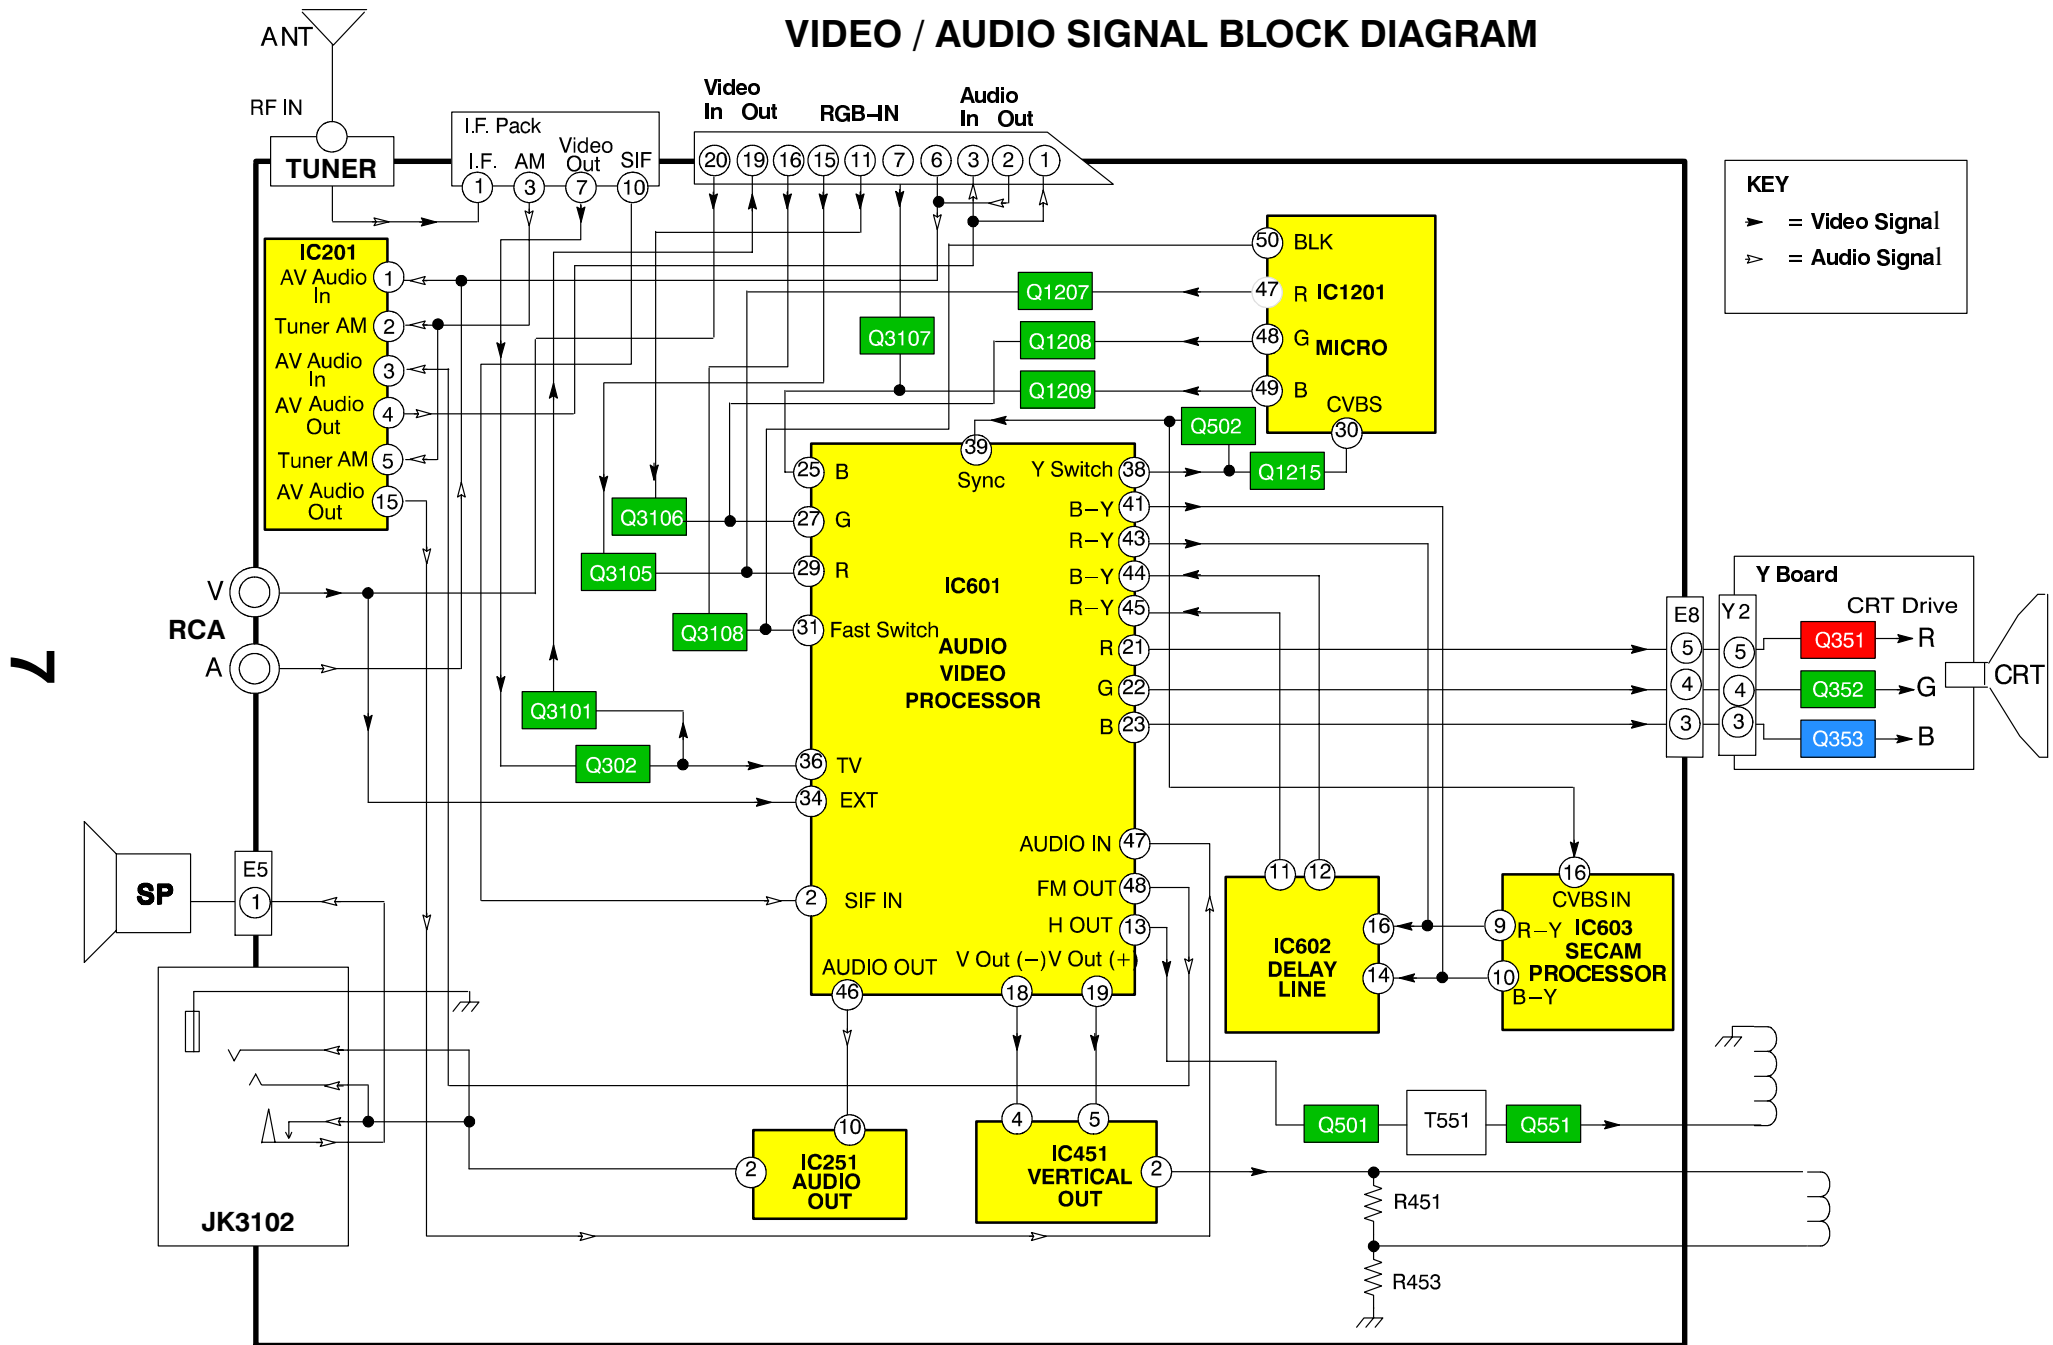 VIDEO / AUDIO SIGNAL BLOCK DIAGRAM
ANT
RF IN
TUNER
I.F. Pack
I.F.
AM
Video
Out
SIF
1
3
7
10
Video
In Out
RGB–IN
Audio
In Out
20
19
16
15
11
7
6
3
2
1
KEY
= Video Signal
= Audio Signal
IC201
AV Audio
In
1
Tuner AM
2
AV Audio
In
3
AV Audio
Out
4
Tuner AM
5
AV Audio
Out
15
50
BLK
47
R
IC1201
48
G
MICRO
49
B
CVBS
30
Q1207
Q1208
Q1209
Q3107
Q502
Q1215
Q3106
Q3105
Q3108
Q3101
Q302
V
RCA
A
7
39
Sync
25
B
27
G
29
R
31
Fast Switch
36
TV
34
EXT
2
SIF IN
IC601
AUDIO
VIDEO
PROCESSOR
Y Switch
38
B–Y
41
R–Y
43
B–Y
44
R–Y
45
R
21
G
22
B
23
AUDIO IN
47
FM OUT
48
H OUT
13
AUDIO OUT
V Out (–)
V Out (+)
46
18
19
E8
5
4
3
Y2
5
4
3
Y Board
CRT Drive
Q351
R
Q352
G
Q353
B
CRT
SP
E5
1
JK3102
11
12
16
14
IC602
DELAY
LINE
16
CVBS IN
9
R–Y
IC603
SECAM
PROCESSOR
10
B–Y
10
2
IC251
AUDIO
OUT
4
5
IC451
VERTICAL
OUT
2
Q501
T551
Q551
R451
R453